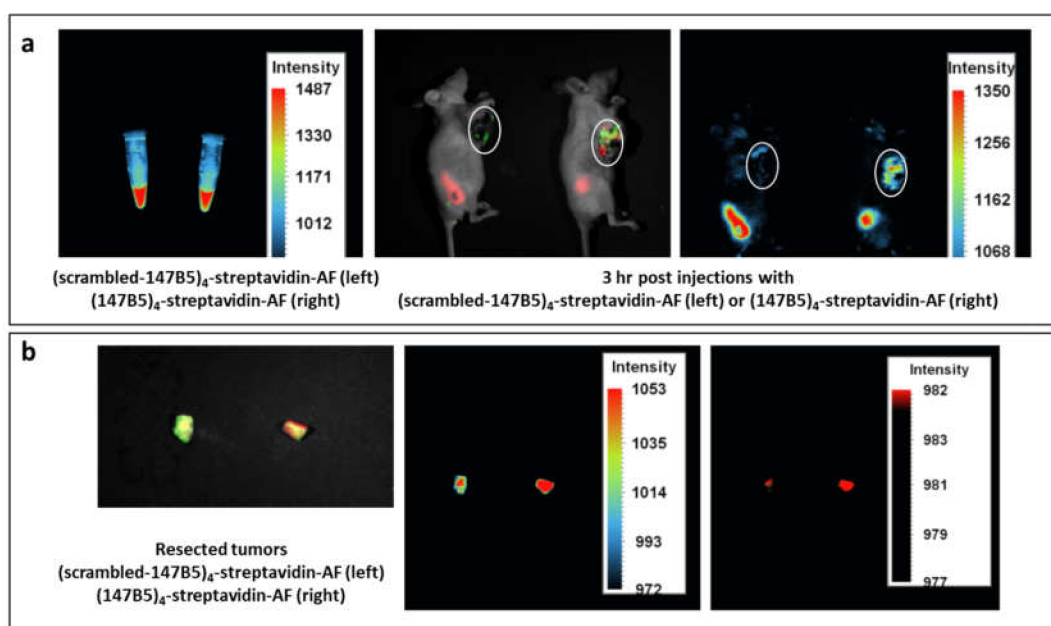 a
Intensity
1487
1330
1171
1012
Intensity
1350
1256
1162
1068
(scrambled-147B5)₄-streptavidin-AF (left)
(147B5)₄-streptavidin-AF (right)
3 hr post injections with
(scrambled-147B5)₄-streptavidin-AF (left) or (147B5)₄-streptavidin-AF (right)
b
Resected tumors
(scrambled-147B5)₄-streptavidin-AF (left)
(147B5)₄-streptavidin-AF (right)
Intensity
1053
1035
1014
993
972
Intensity
982
983
981
979
977